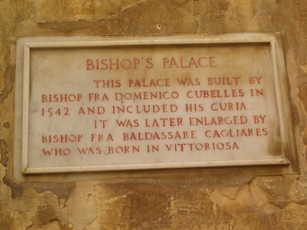 BISHOP'S PALACE
THIS PALACE WAS BUILT BY
BISHOP FRA DOMENICO CUBELLES IN
1542 AND INCLUDED HIS CURIA.
IT WAS LATER ENLARGED BY
BISHOP FRA BALDASSARE CAGLIARES
WHO WAS BORN IN VITTORIOSA